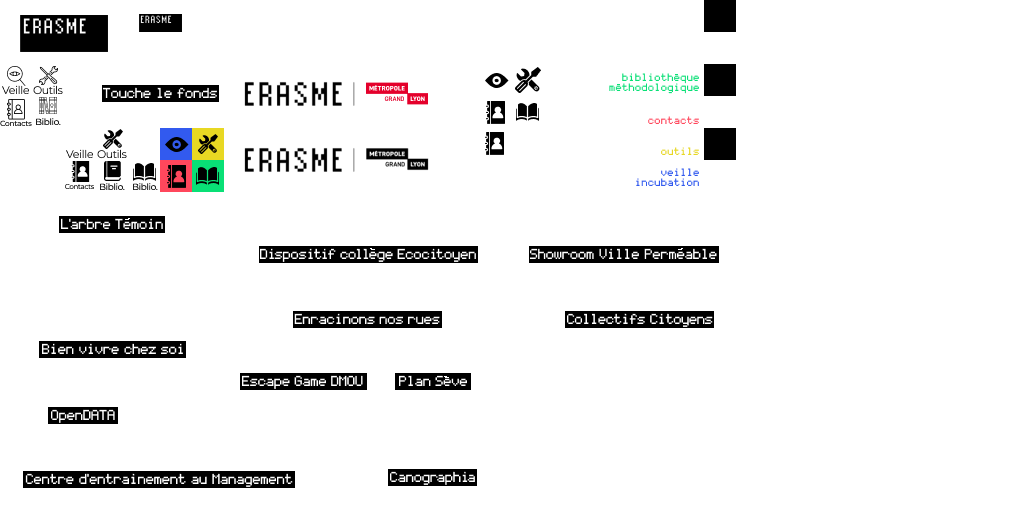 ERASME
ERASME
Veille Outils
Contacts Biblio.
Touche le fonds
ERASME
MÉTROPOLE
GRAND LYON
bibliothèque
méthodologique
contacts
Veille Outils
Contacts Biblio. Biblio.
ERASME
MÉTROPOLE
GRAND LYON
outils
veille
incubation
L'arbre Témoin
Dispositif collège Ecocitoyen
Showroom Ville Perméable
Enracinons nos rues
Collectifs Citoyens
Bien vivre chez soi
Escape Game DMOU
Plan Sève
OpenDATA
Centre d'entrainement au Management
Canographia